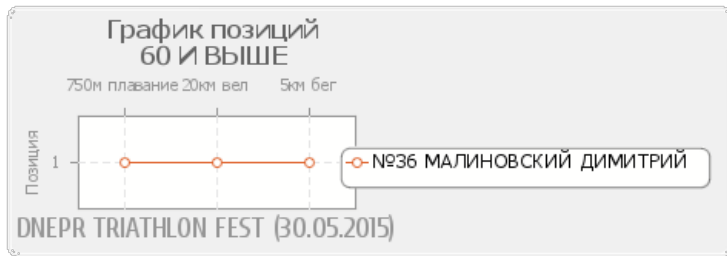 График позиций
60 И ВЫШЕ
750м плавание 20км вел 5км бег
Позиция
1
№36 МАЛИНОВСКИЙ ДИМИТРИЙ
DNEPR TRIATHLON FEST (30.05.2015)